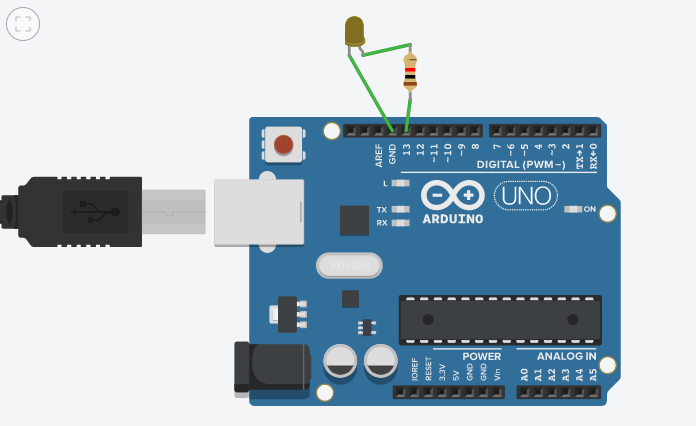 AREF
GND
13
12
~11
~10
~9
8
7
~6
~5
4
~3
2
TX→1
RX←0
DIGITAL (PWM~)
L
TX
RX
ARDUINO
UNO
ON
POWER
ANALOG IN
IOREF
RESET
3.3V
5V
GND
GND
Vin
A0
A1
A2
A3
A4
A5